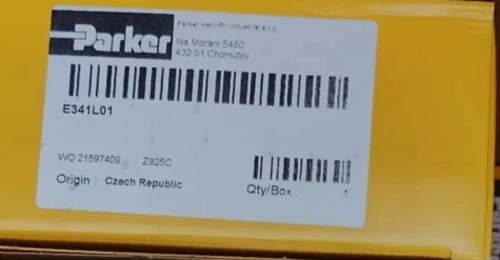 Parker
Parker Hannifin Industrial s.r.o.
Na Morani 5480
430 01 Chomutov
E341L01
WO 21597409 Z925C
Origin : Czech Republic
Qty/Box 1